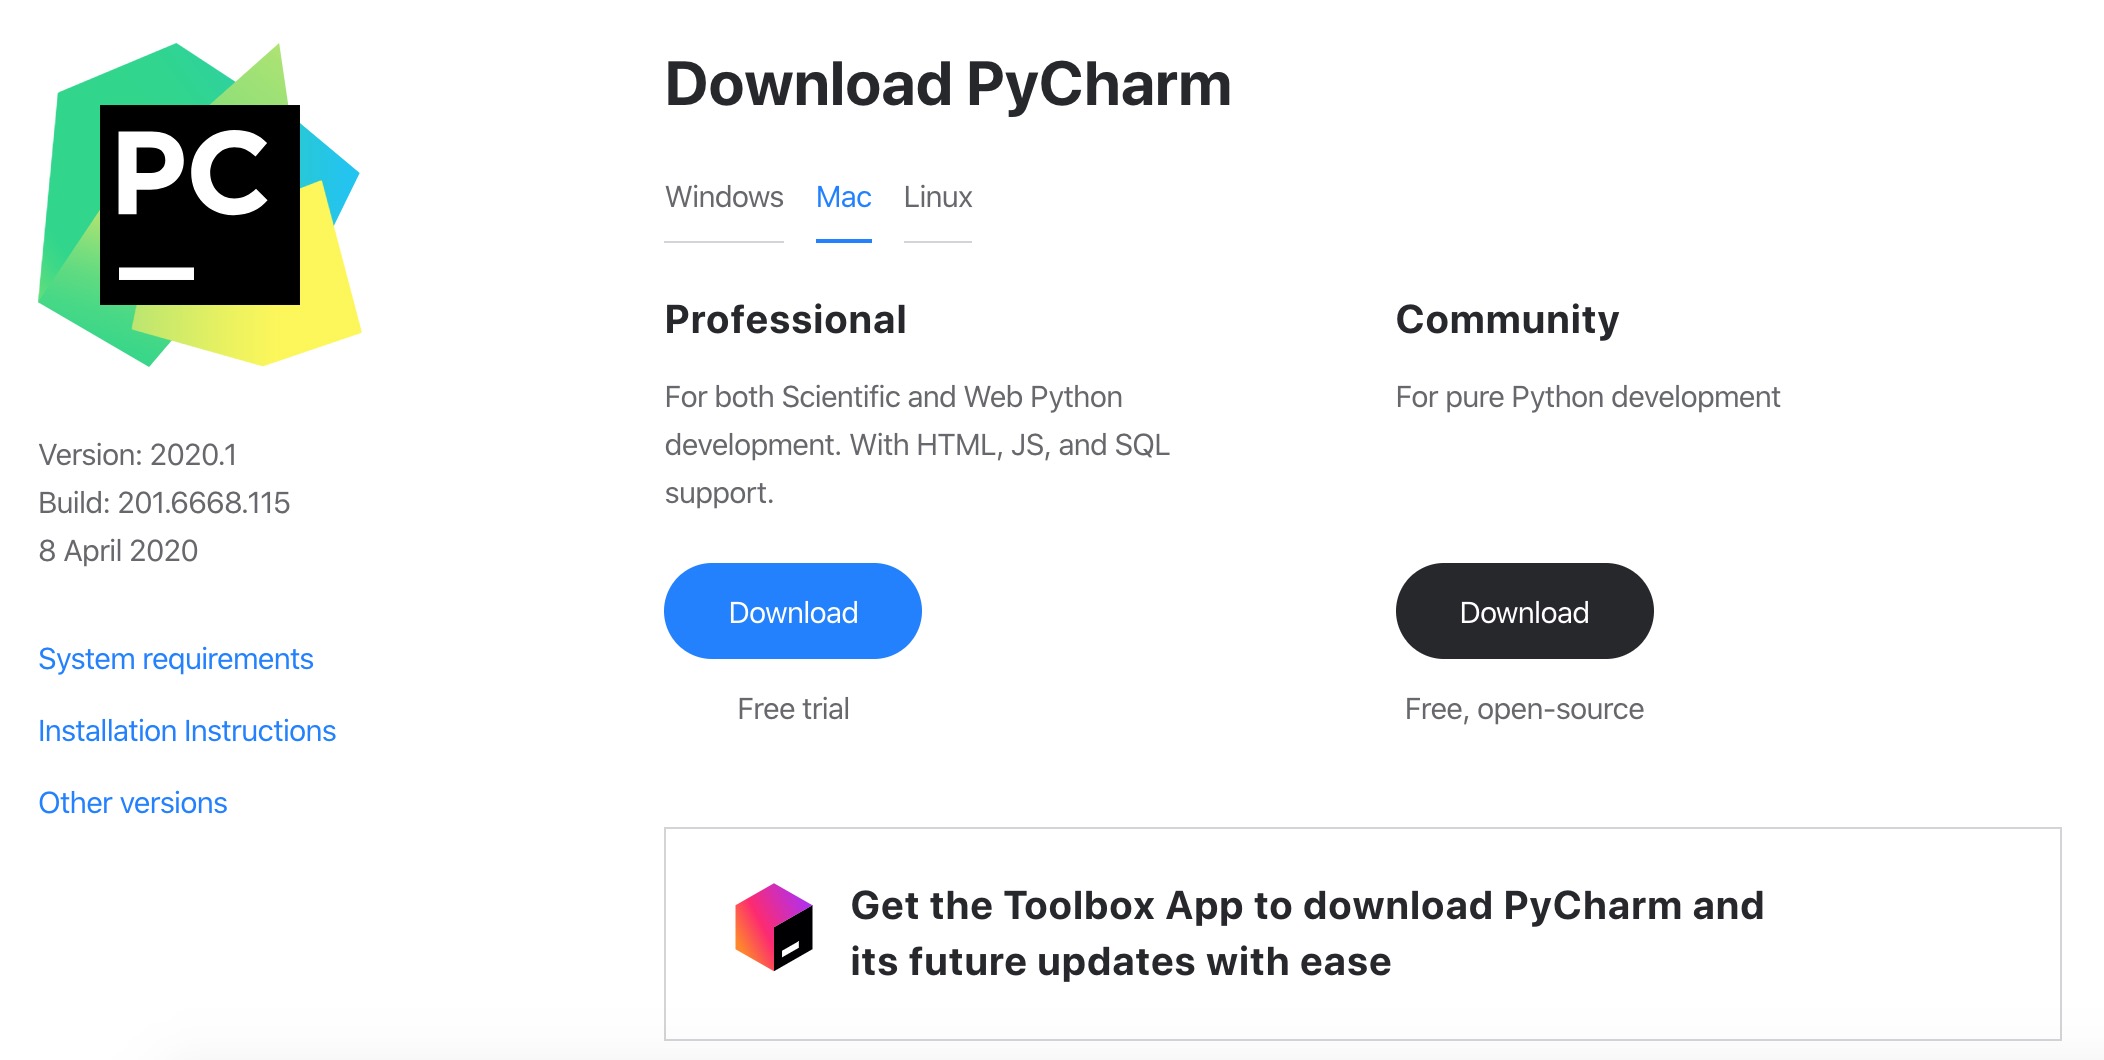 PC
Version: 2020.1
Build: 201.6668.115
8 April 2020
System requirements
Installation Instructions
Other versions
Download PyCharm
Windows Mac Linux
Professional
For both Scientific and Web Python
development. With HTML, JS, and SQL
support.
Download
Free trial
Community
For pure Python development
Download
Free, open-source
Get the Toolbox App to download PyCharm and
its future updates with ease